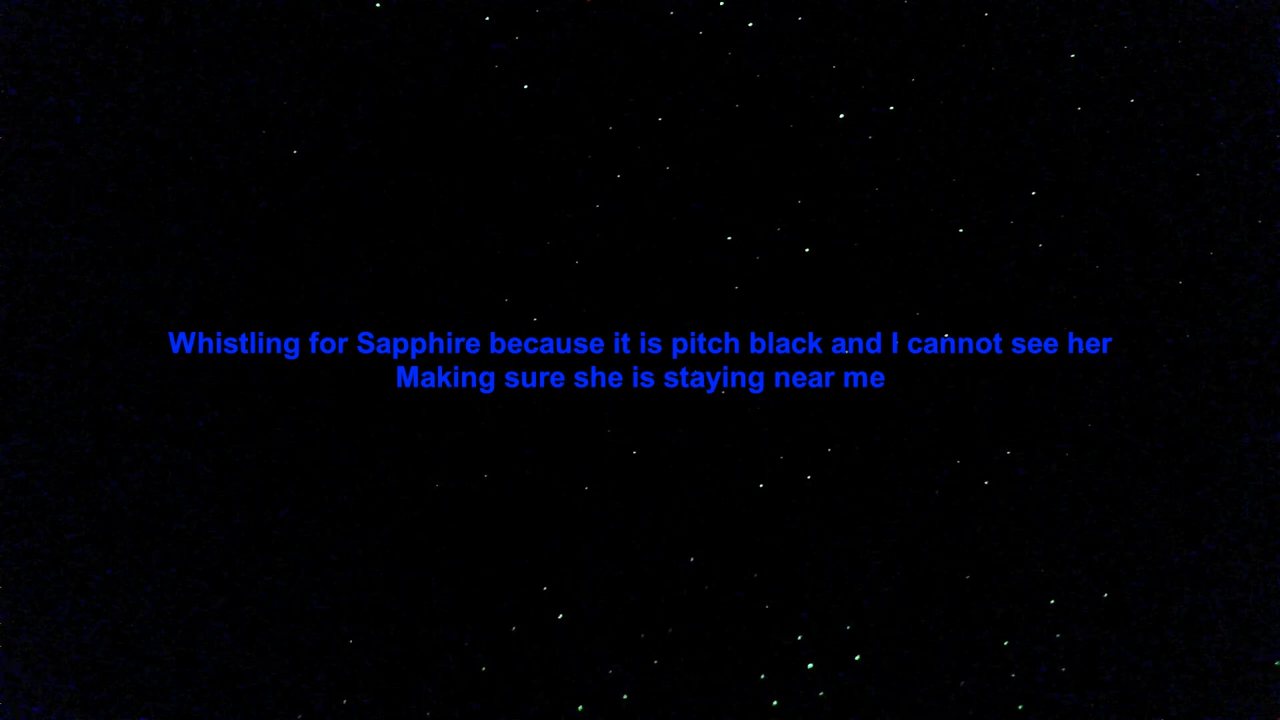 Whistling for Sapphire because it is pitch black and I cannot see her
Making sure she is staying near me